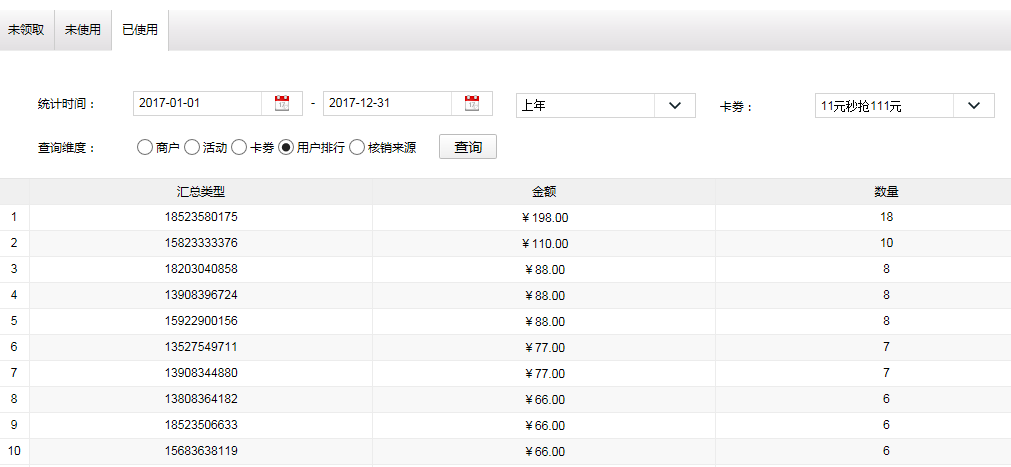 未领取 未使用 已使用
统计时间： 2017-01-01 - 2017-12-31 上年 卡券： 11元秒抢111元
查询维度： 商户 活动 卡券 用户排行 核销来源 查询
汇总类型 金额 数量
1 18523580175 ¥198.00 18
2 15823333376 ¥110.00 10
3 18203040858 ¥88.00 8
4 13908396724 ¥88.00 8
5 15922900156 ¥88.00 8
6 13527549711 ¥77.00 7
7 13908344880 ¥77.00 7
8 13808364182 ¥66.00 6
9 18523506633 ¥66.00 6
10 15683638119 ¥66.00 6